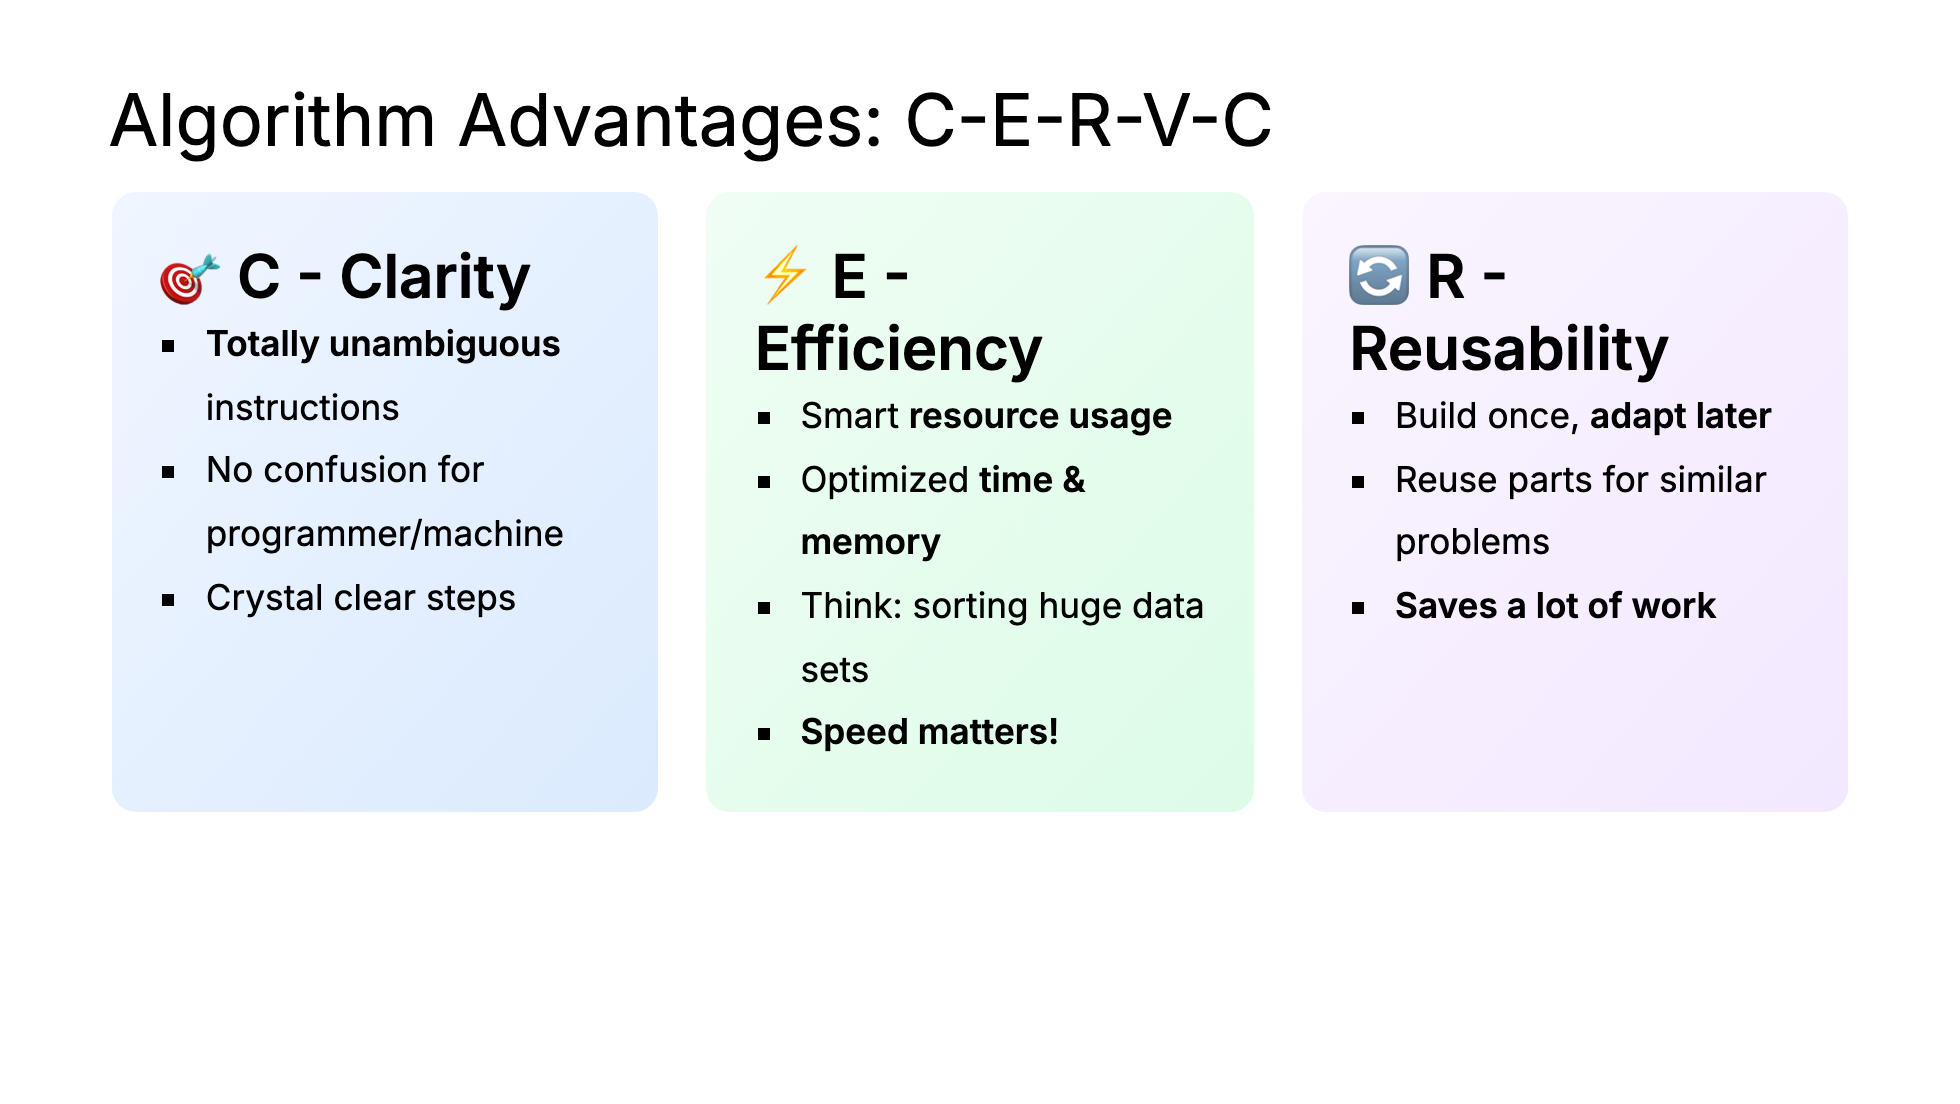 Algorithm Advantages: C-E-R-V-C
🎯 C - Clarity
▪ Totally unambiguous
instructions
▪ No confusion for
programmer/machine
▪ Crystal clear steps
⚡ E -
Efficiency
▪ Smart resource usage
▪ Optimized time &
memory
▪ Think: sorting huge data
sets
▪ Speed matters!
🔄 R -
Reusability
▪ Build once, adapt later
▪ Reuse parts for similar
problems
▪ Saves a lot of work